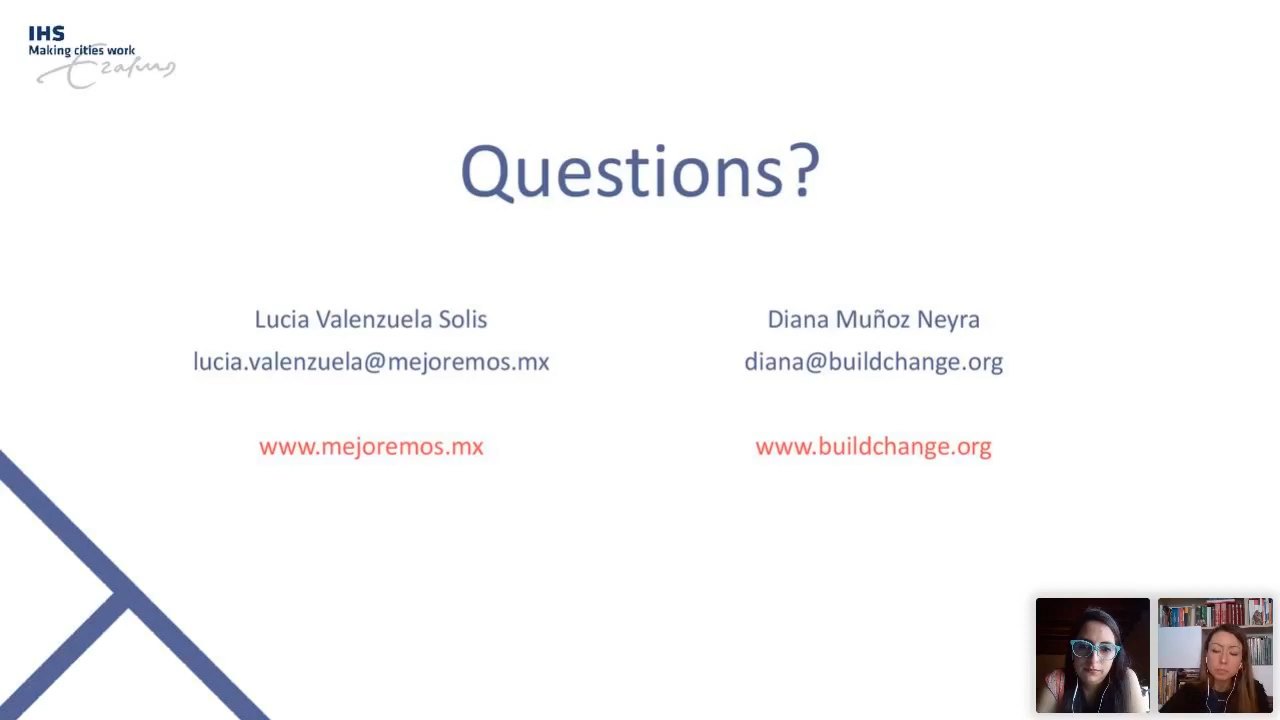 IHS
Making cities work
Erasmus
Questions?
Lucia Valenzuela Solis
lucia.valenzuela@mejoremos.mx
www.mejoremos.mx
Diana Muñoz Neyra
diana@buildchange.org
www.buildchange.org